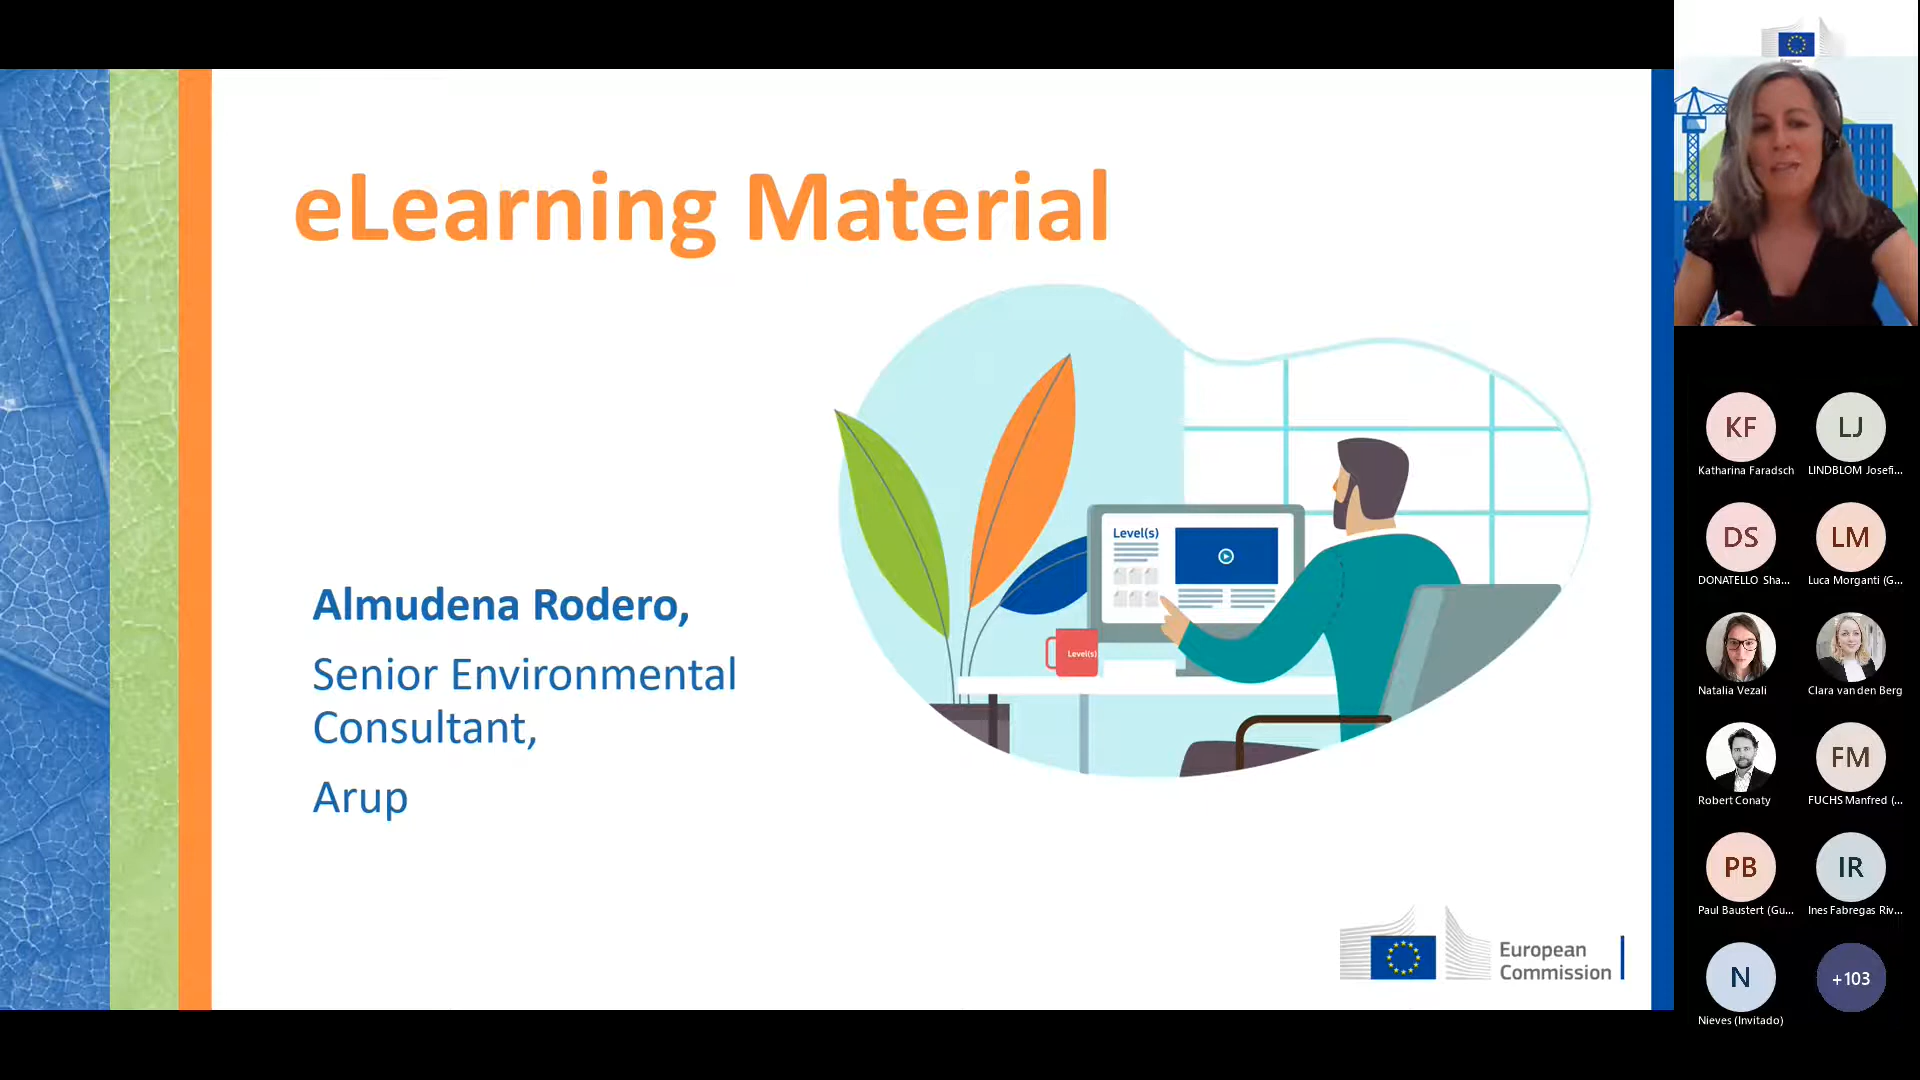 eLearning Material
Level(s)
Level(s)
Almudena Rodero,
Senior Environmental
Consultant,
Arup
European
Commission
European
KF
LJ
Katharina Faradsch
LINDBLOM Josefi...
DS
LM
DONATELLO Sha...
Luca Morganti (G...
Natalia Vezali
Clara van den Berg
FM
Robert Conaty
FUCHS Manfred (...
PB
IR
Paul Baustert (Gu...
Ines Fabregas Riv...
N
+103
Nieves (Invitado)